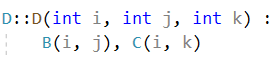 D::D(int i, int j, int k) :
B(i, j), C(i, k)